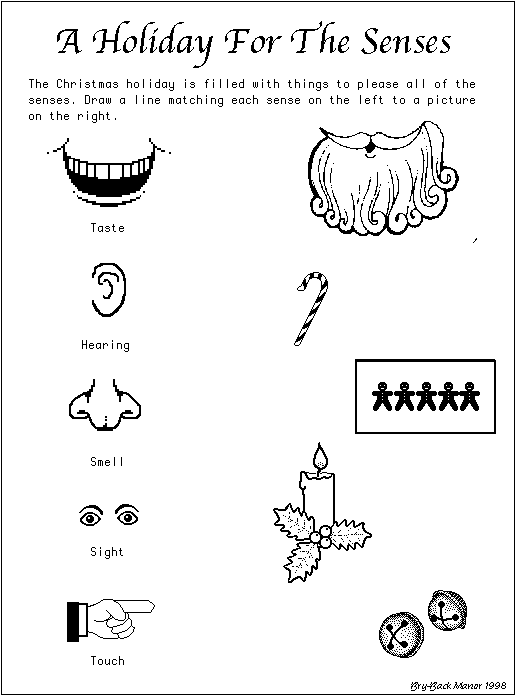 A Holiday For The Senses
The Christmas holiday is filled with things to please all of the
senses. Draw a line matching each sense on the left to a picture
on the right.
Taste
Hearing
Smell
Sight
Touch
Bry-Back Manor 1998